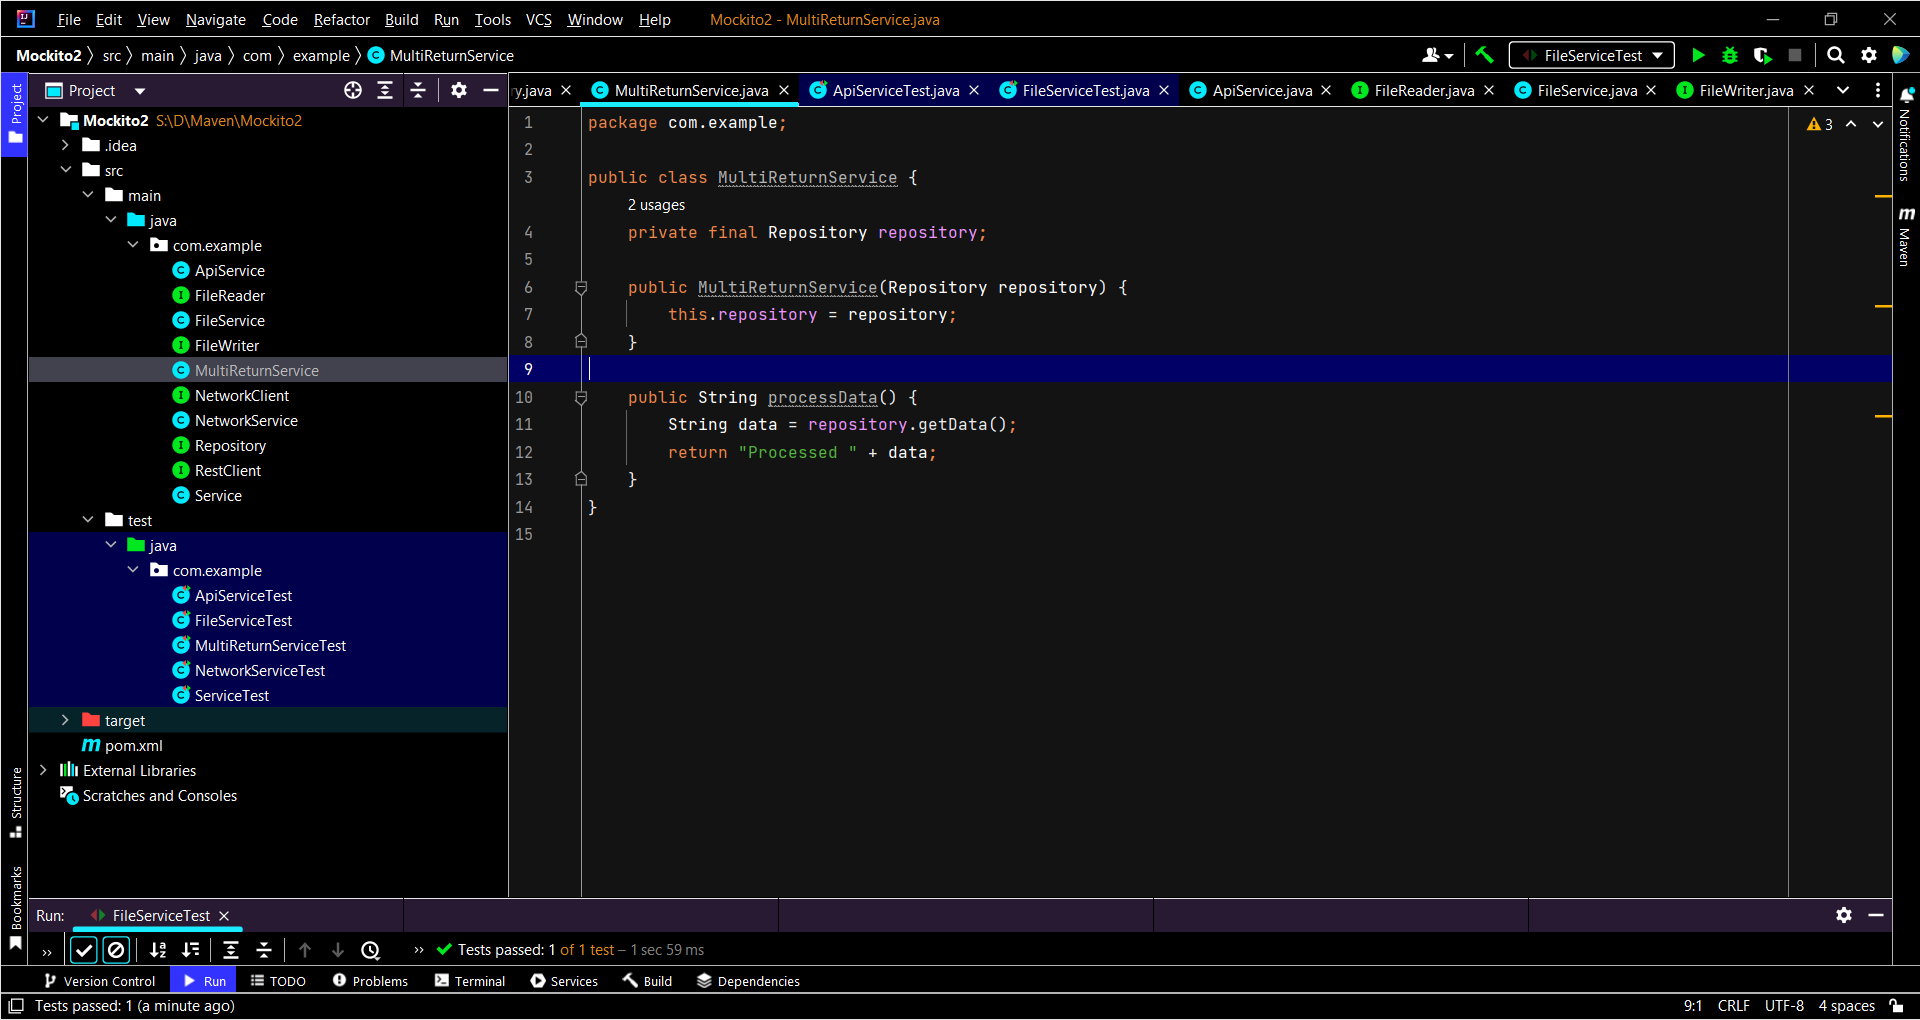 File Edit View Navigate Code Refactor Build Run Tools VCS Window Help Mockito2 - MultiReturnService.java
Mockito2 src main java com example MultiReturnService FileServiceTest
Project
Project
y.java MultiReturnService.java ApiServiceTest.java FileServiceTest.java ApiService.java FileReader.java FileService.java FileWriter.java
Notifications
Maven
Mockito2 S:\D\Maven\Mockito2
.idea
src
main
java
com.example
ApiService
FileReader
FileService
FileWriter
MultiReturnService
NetworkClient
NetworkService
Repository
RestClient
Service
test
java
com.example
ApiServiceTest
FileServiceTest
MultiReturnServiceTest
NetworkServiceTest
ServiceTest
target
pom.xml
External Libraries
Scratches and Consoles
Structure
Bookmarks
3
1 package com.example;
2
3 public class MultiReturnService {
2 usages
4 private final Repository repository;
5
6 public MultiReturnService(Repository repository) {
7 this.repository = repository;
8 }
9
10 public String processData() {
11 String data = repository.getData();
12 return "Processed " + data;
13 }
14 }
15
Run: FileServiceTest
» » Tests passed: 1 of 1 test – 1 sec 59 ms
Version Control Run TODO Problems Terminal Services Build Dependencies
Tests passed: 1 (a minute ago) 9:1 CRLF UTF-8 4 spaces